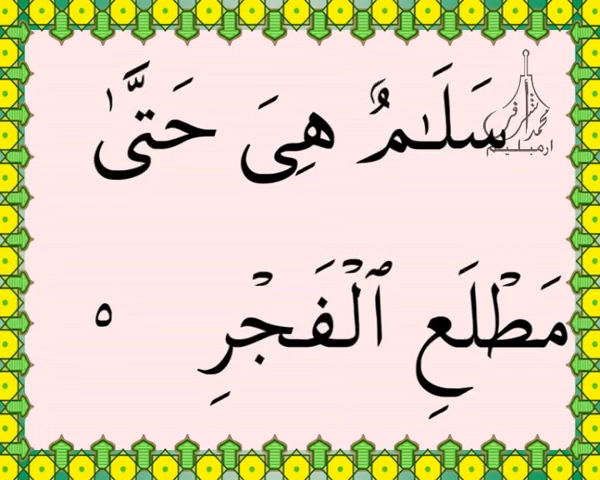 سَلَـٰمٌ هِىَ حَتَّىٰ
مَطْلَعِ ٱلْفَجْرِ ٥